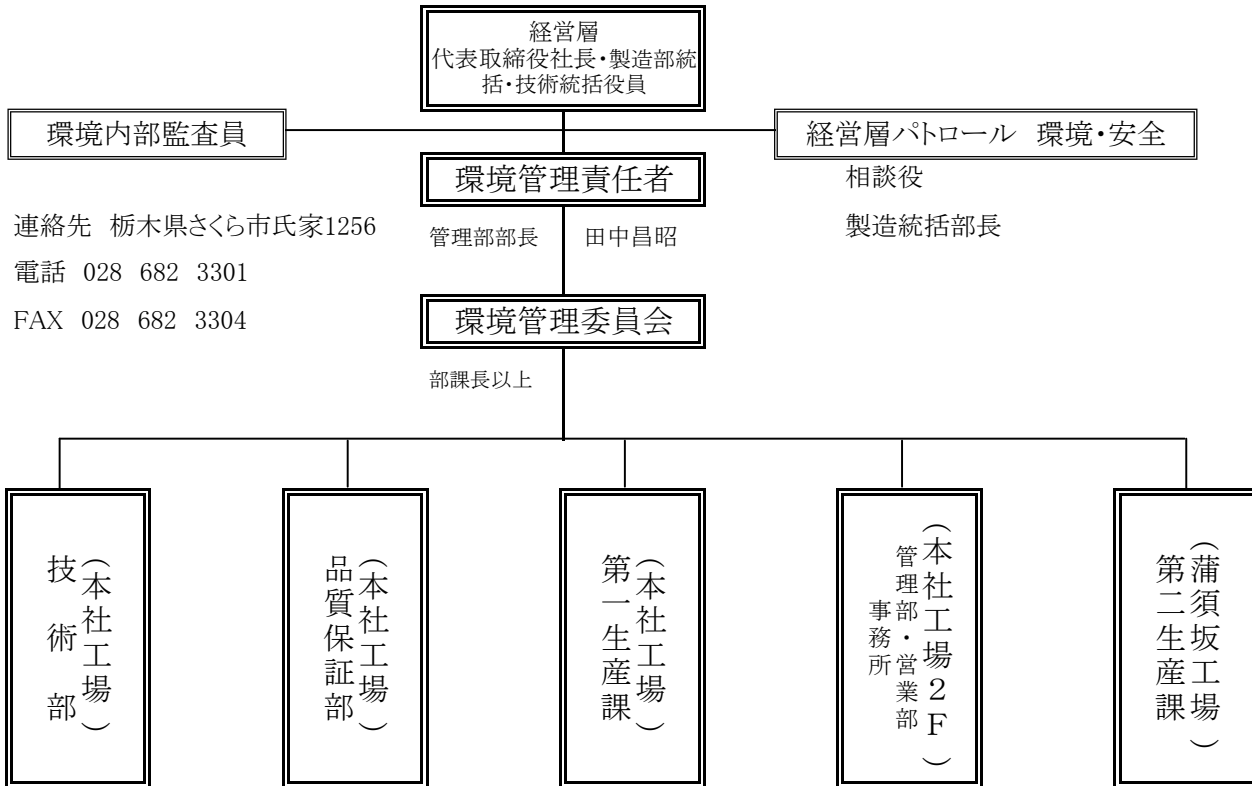 経営層
代表取締役社長・製造部統
括・技術統括役員
環境内部監査員
経営層パトロール 環境・安全
環境管理責任者
相談役
製造統括部長
管理部部長 田中昌昭
連絡先 栃木県さくら市氏家1256
電話 028 682 3301
FAX 028 682 3304
環境管理委員会
部課長以上
(本社工場)
技術部
(本社工場)
品質保証部
(本社工場)
第一生産課
(本社工場2F)
管理部・営業部
事務所
(蒲須坂工場)
第二生産課